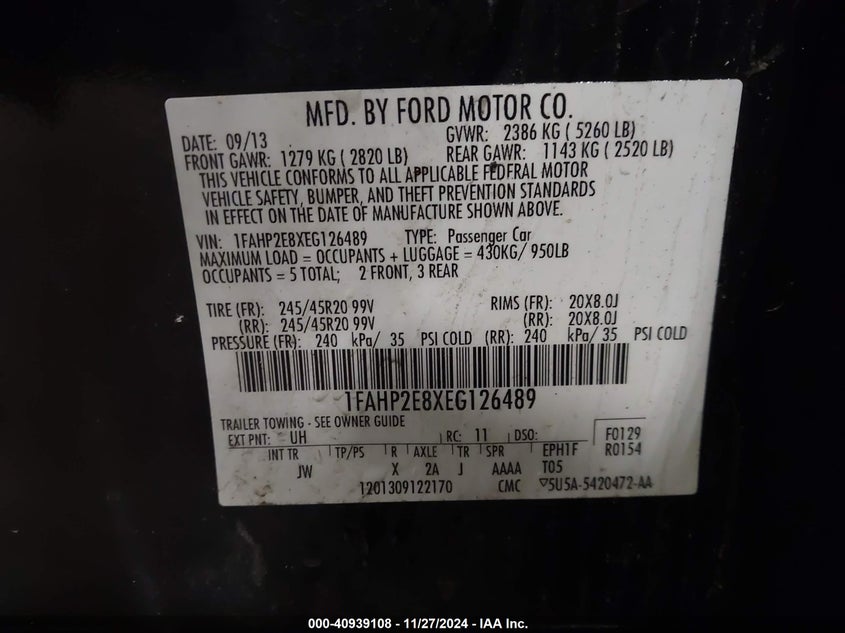 MFD. BY FORD MOTOR CO.
DATE: 09/13 GVWR: 2386 KG ( 5260 LB)
FRONT GAWR: 1279 KG ( 2820 LB) REAR GAWR: 1143 KG ( 2520 LB)
THIS VEHICLE CONFORMS TO ALL APPLICABLE FEDERAL MOTOR
VEHICLE SAFETY, BUMPER, AND THEFT PREVENTION STANDARDS
IN EFFECT ON THE DATE OF MANUFACTURE SHOWN ABOVE.
VIN: 1FAHP2E8XEG126489 TYPE: Passenger Car
MAXIMUM LOAD = OCCUPANTS + LUGGAGE = 430KG/ 950LB
OCCUPANTS = 5 TOTAL; 2 FRONT, 3 REAR
TIRE (FR): 245/45R20 99V RIMS (FR): 20X8.0J
(RR): 245/45R20 99V (RR): 20X8.0J
PRESSURE (FR): 240 kPa/ 35 PSI COLD (RR): 240 kPa/ 35 PSI COLD
1FAHP2E8XEG126489
TRAILER TOWING - SEE OWNER GUIDE
EXT PNT: UH RC: 11 DSO: F0129
INT TR TP/PS R AXLE TR SPR EPH1F R0154
JW X 2A J AAAA T05
1201309122170 CMC ▽5U5A-5420472-AA
000-40939108 - 11/27/2024 - IAA Inc.